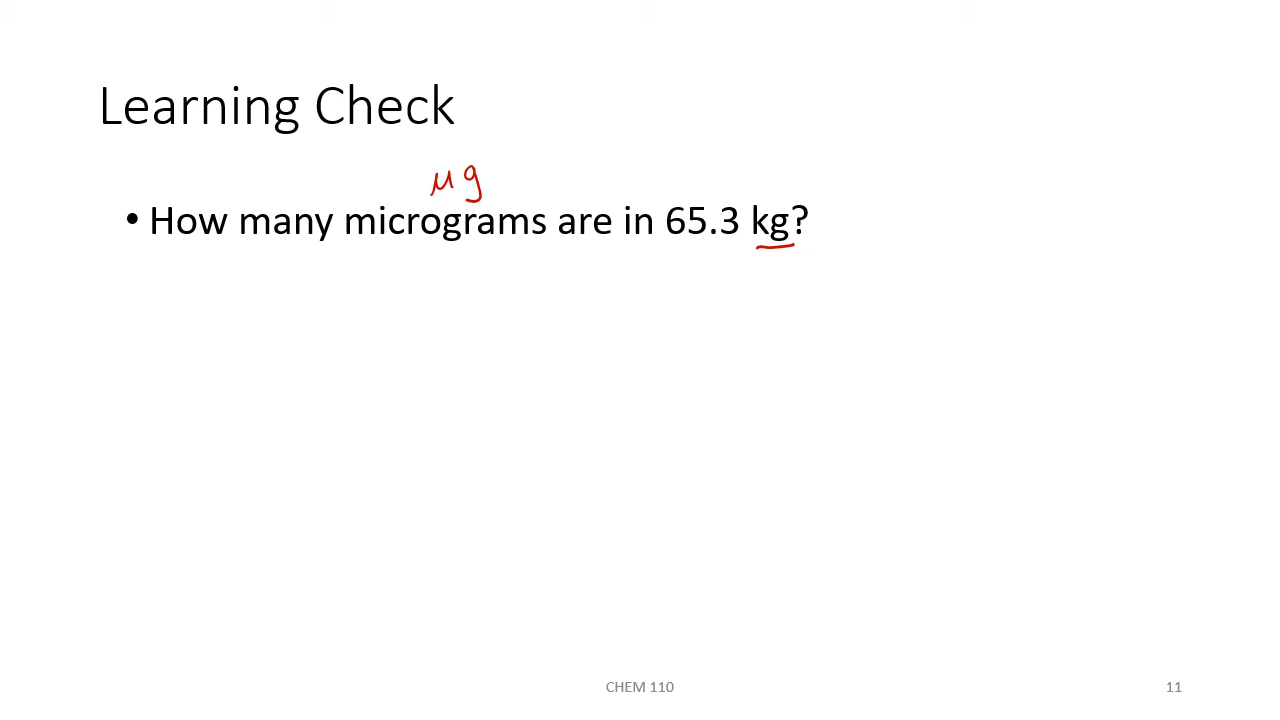 Learning Check
μg
• How many micrograms are in 65.3 kg?
CHEM 110
11